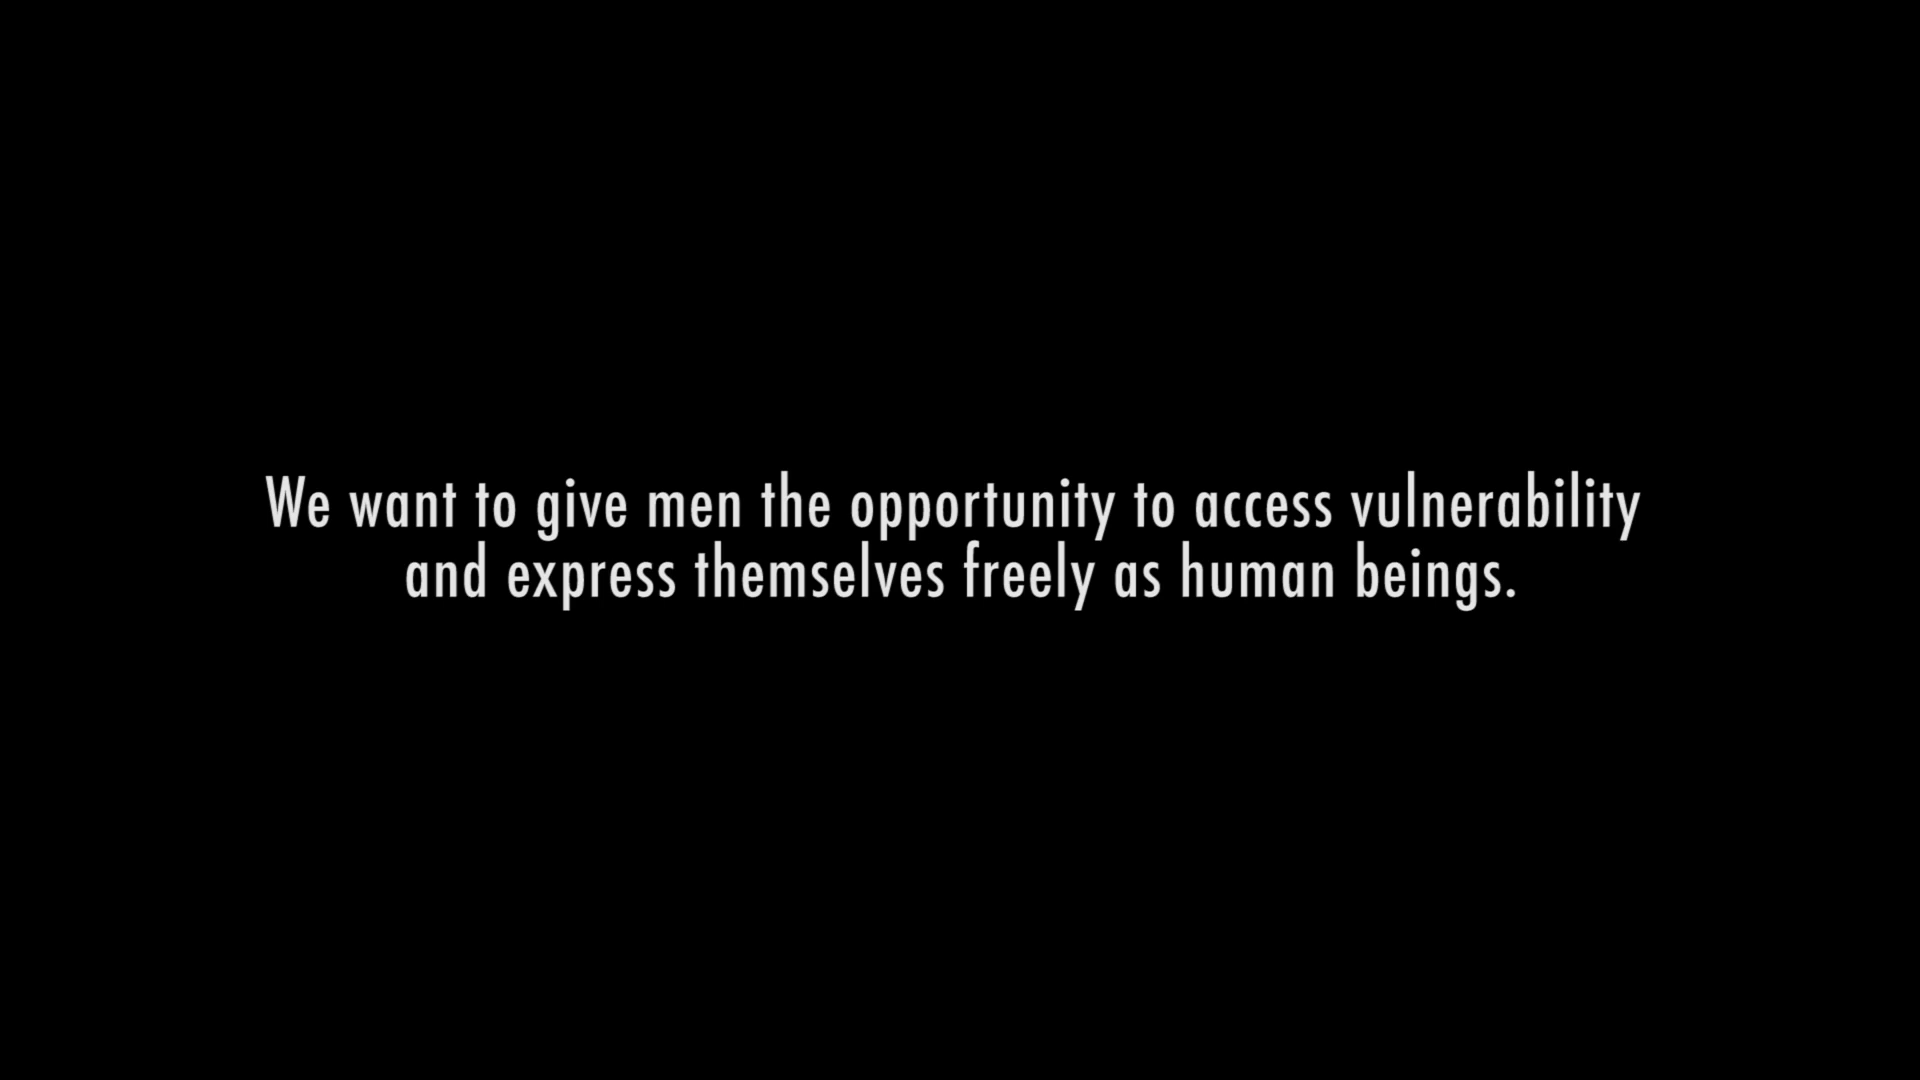 We want to give men the opportunity to access vulnerability
and express themselves freely as human beings.